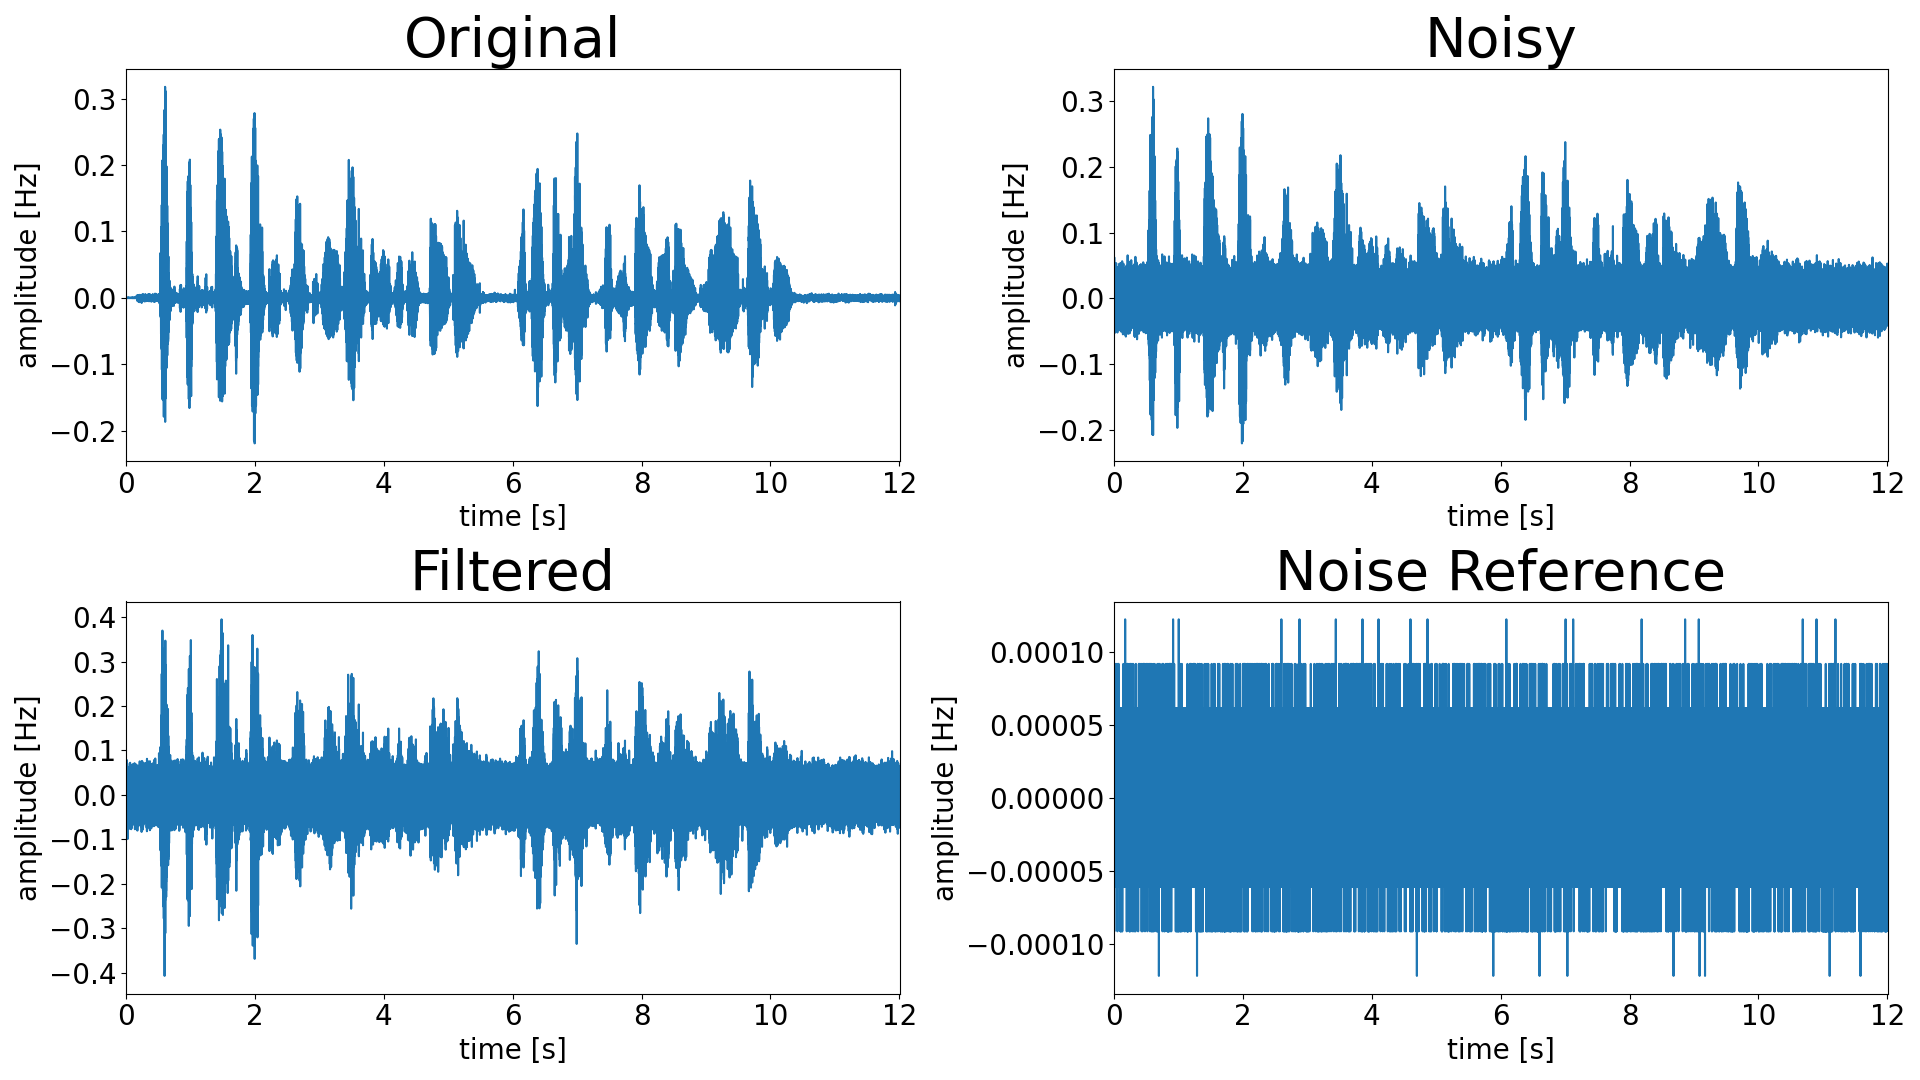 Original
0.3
0.2
0.1
0.0
−0.1
−0.2
amplitude [Hz]
0 2 4 6 8 10 12
time [s]
Noisy
0.3
0.2
0.1
0.0
−0.1
−0.2
amplitude [Hz]
0 2 4 6 8 10 12
time [s]
Filtered
0.4
0.3
0.2
0.1
0.0
−0.1
−0.2
−0.3
−0.4
amplitude [Hz]
0 2 4 6 8 10 12
time [s]
Noise Reference
0.00010
0.00005
0.00000
−0.00005
−0.00010
amplitude [Hz]
0 2 4 6 8 10 12
time [s]